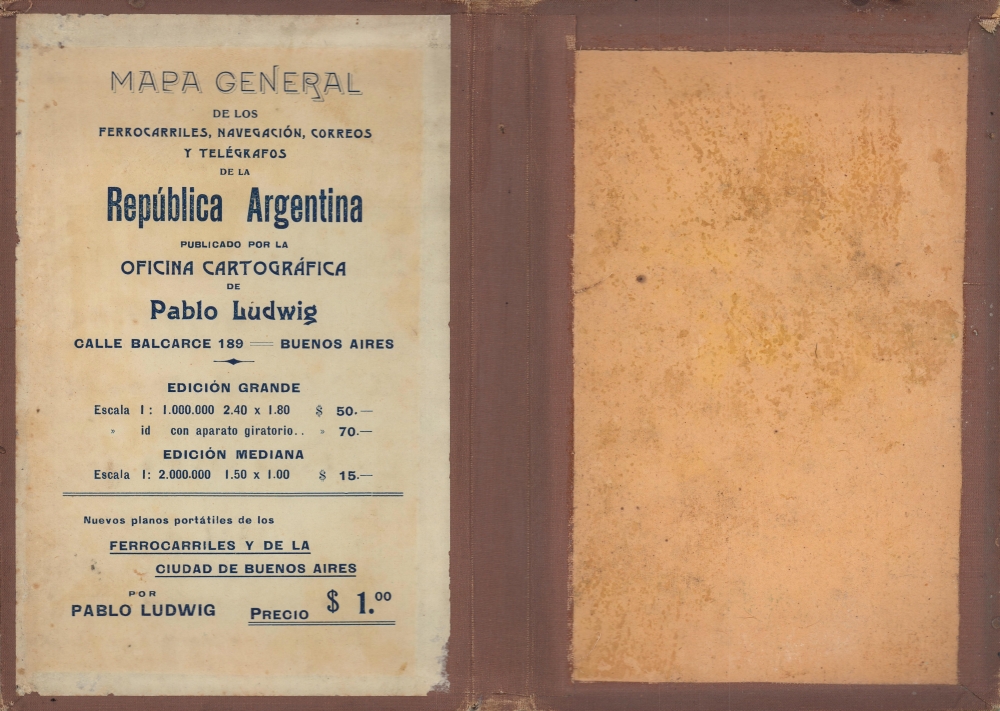 MAPA GENERAL
DE LOS
FERROCARRILES, NAVEGACIÓN, CORREOS
Y TELÉGRAFOS
DE LA
República Argentina
PUBLICADO POR LA
OFICINA CARTOGRÁFICA
DE
Pablo Ludwig
CALLE BALCARCE 189 — BUENOS AIRES
EDICIÓN GRANDE
Escala 1: 1.000.000 2.40 x 1.80 $ 50.—
» id con aparato giratorio.. » 70.—
EDICIÓN MEDIANA
Escala 1: 2.000.000 1.50 x 1.00 $ 15.—
Nuevos planos portátiles de los
FERROCARRILES Y DE LA
CIUDAD DE BUENOS AIRES
POR
PABLO LUDWIG PRECIO $ 1.00